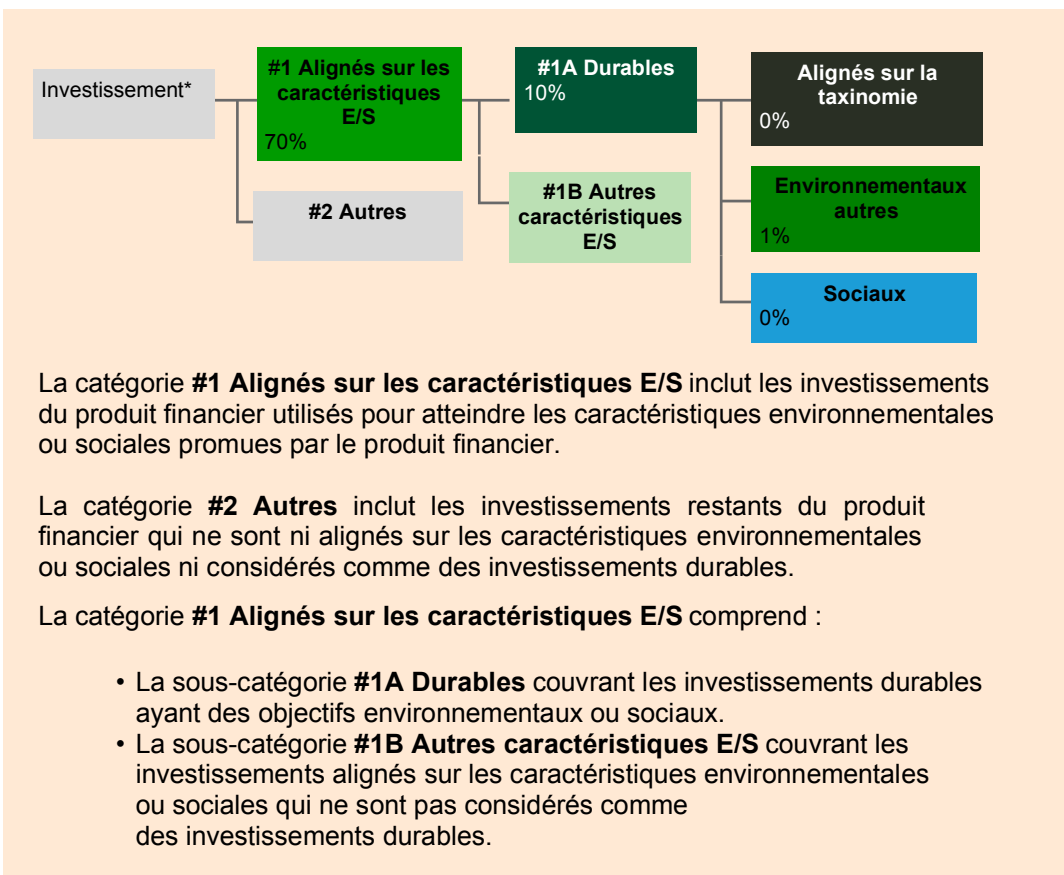 Investissement*
#1 Alignés sur les
caractéristiques
E/S
70%
#2 Autres
#1A Durables
10%
#1B Autres
caractéristiques
E/S
Alignés sur la
taxinomie
0%
Environnementaux
autres
1%
Sociaux
0%
La catégorie #1 Alignés sur les caractéristiques E/S inclut les investissements
du produit financier utilisés pour atteindre les caractéristiques environnementales
ou sociales promues par le produit financier.
La catégorie #2 Autres inclut les investissements restants du produit
financier qui ne sont ni alignés sur les caractéristiques environnementales
ou sociales ni considérés comme des investissements durables.
La catégorie #1 Alignés sur les caractéristiques E/S comprend :
• La sous-catégorie #1A Durables couvrant les investissements durables
ayant des objectifs environnementaux ou sociaux.
• La sous-catégorie #1B Autres caractéristiques E/S couvrant les
investissements alignés sur les caractéristiques environnementales
ou sociales qui ne sont pas considérés comme
des investissements durables.